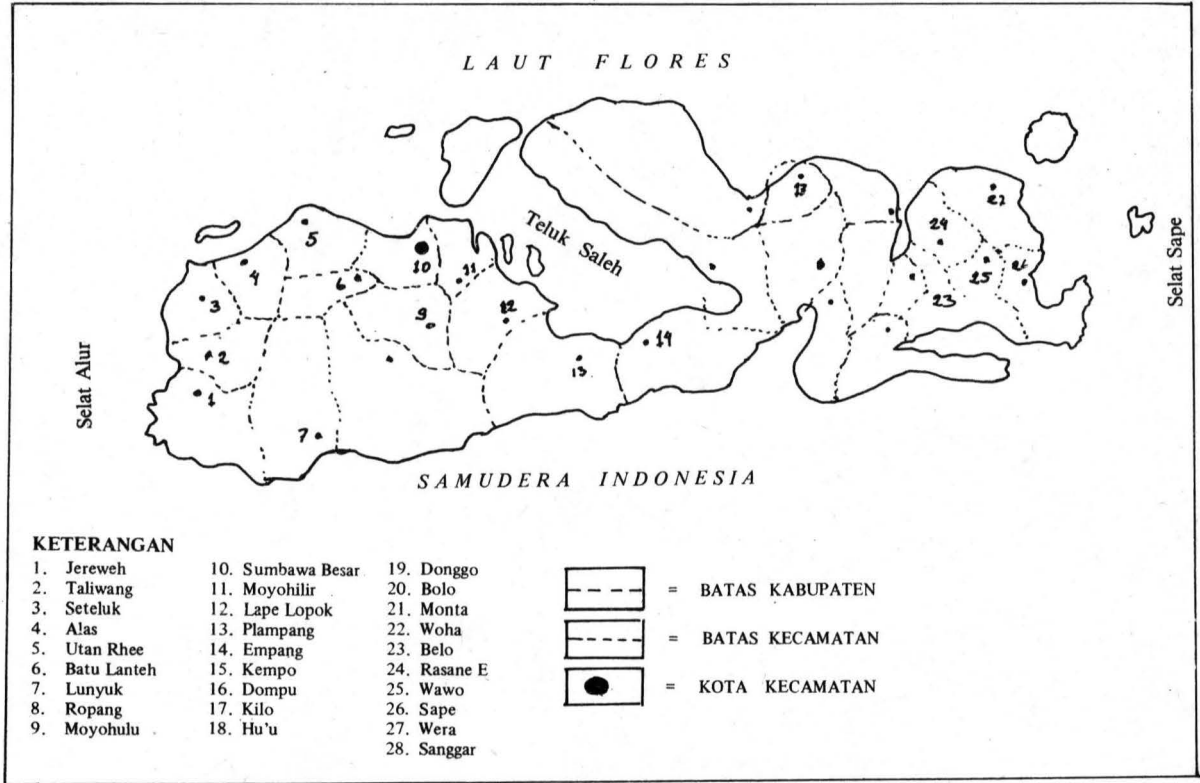 LAUT FLORES
Teluk Saleh
Selat Sape
Selat Alur
SAMUDERA INDONESIA
1
2
3
4
5
6
7
9
10
11
12
13
14
13
23
24
25
26
27
KETERANGAN
1. Jereweh
2. Taliwang
3. Seteluk
4. Alas
5. Utan Rhee
6. Batu Lanteh
7. Lunyuk
8. Ropang
9. Moyohulu
10. Sumbawa Besar
11. Moyohilir
12. Lape Lopok
13. Plampang
14. Empang
15. Kempo
16. Dompu
17. Kilo
18. Hu'u
19. Donggo
20. Bolo
21. Monta
22. Woha
23. Belo
24. Rasane E
25. Wawo
26. Sape
27. Wera
28. Sanggar
= BATAS KABUPATEN
= BATAS KECAMATAN
= KOTA KECAMATAN